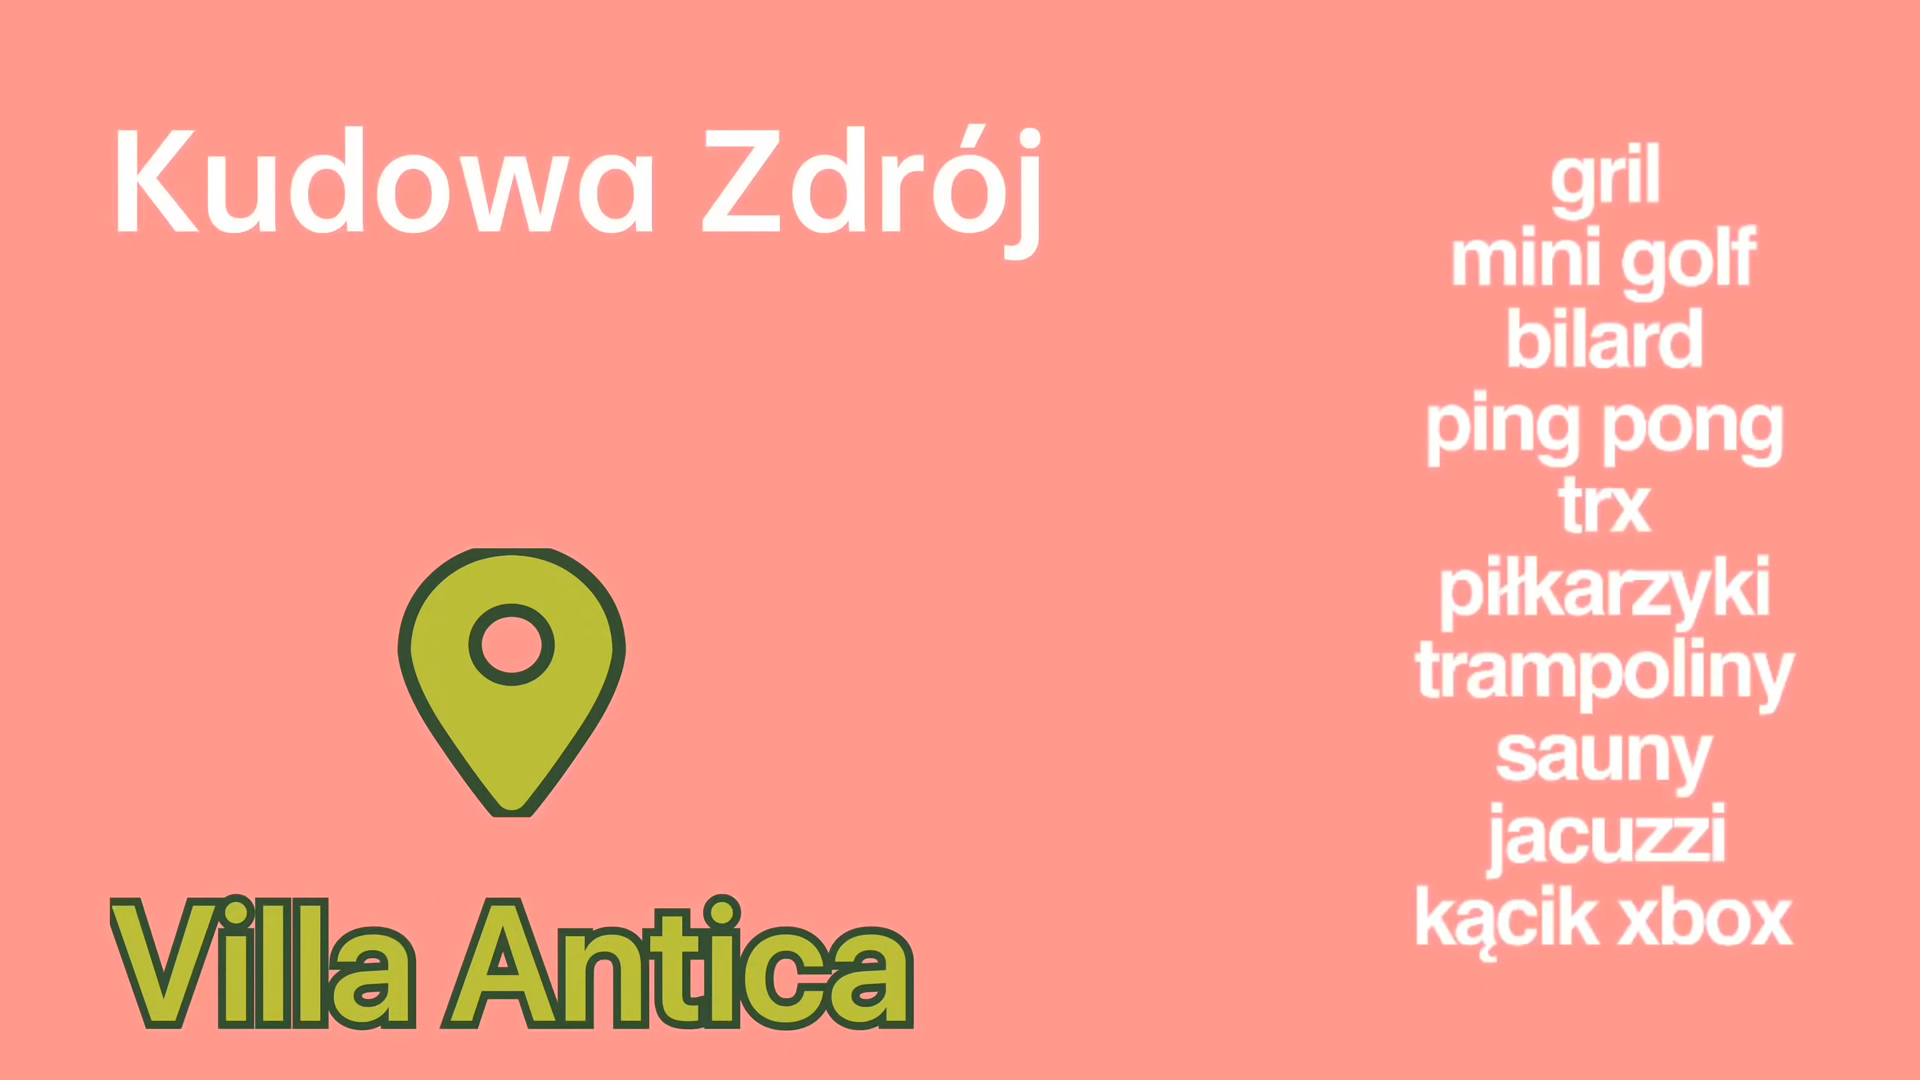 Kudowa Zdrój
Villa Antica
gril
mini golf
bilard
ping pong
trx
piłkarzyki
trampoliny
sauny
jacuzzi
kącik xbox